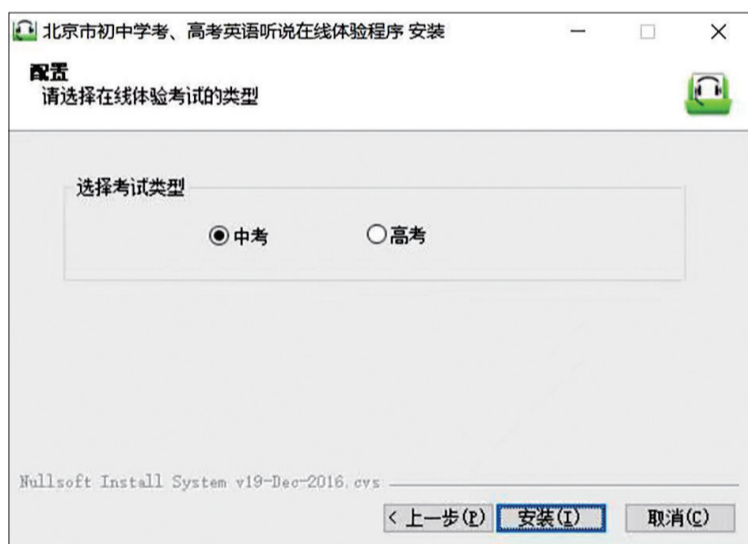 北京市初中学考、高考英语听说在线体验程序 安装
配置
请选择在线体验考试的类型
选择考试类型
中考 高考
Nullsoft Install System v19-Dec-2016.cvs
< 上一步(P) 安装(I) 取消(C)